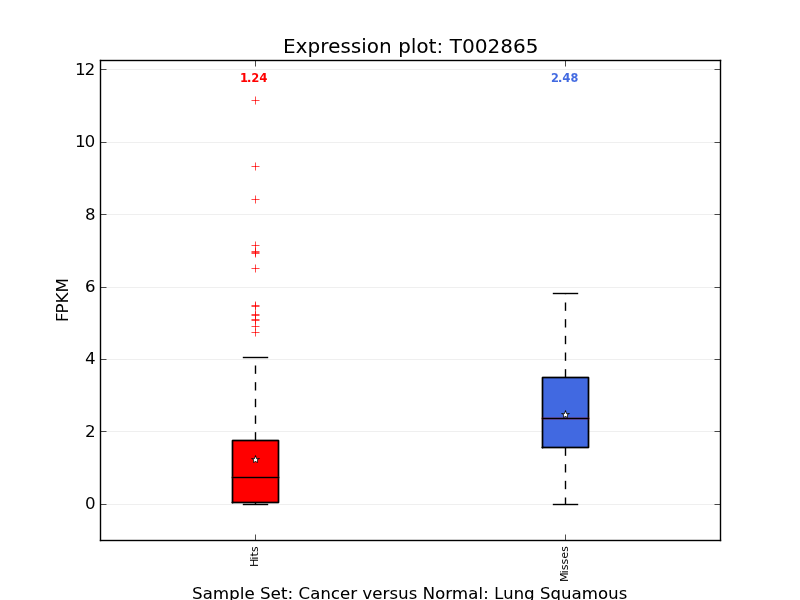 Expression plot: T002865
12
10
8
6
4
2
0
FPKM
1.24
2.48
Hits
Misses
Sample Set: Cancer versus Normal: Lung Squamous